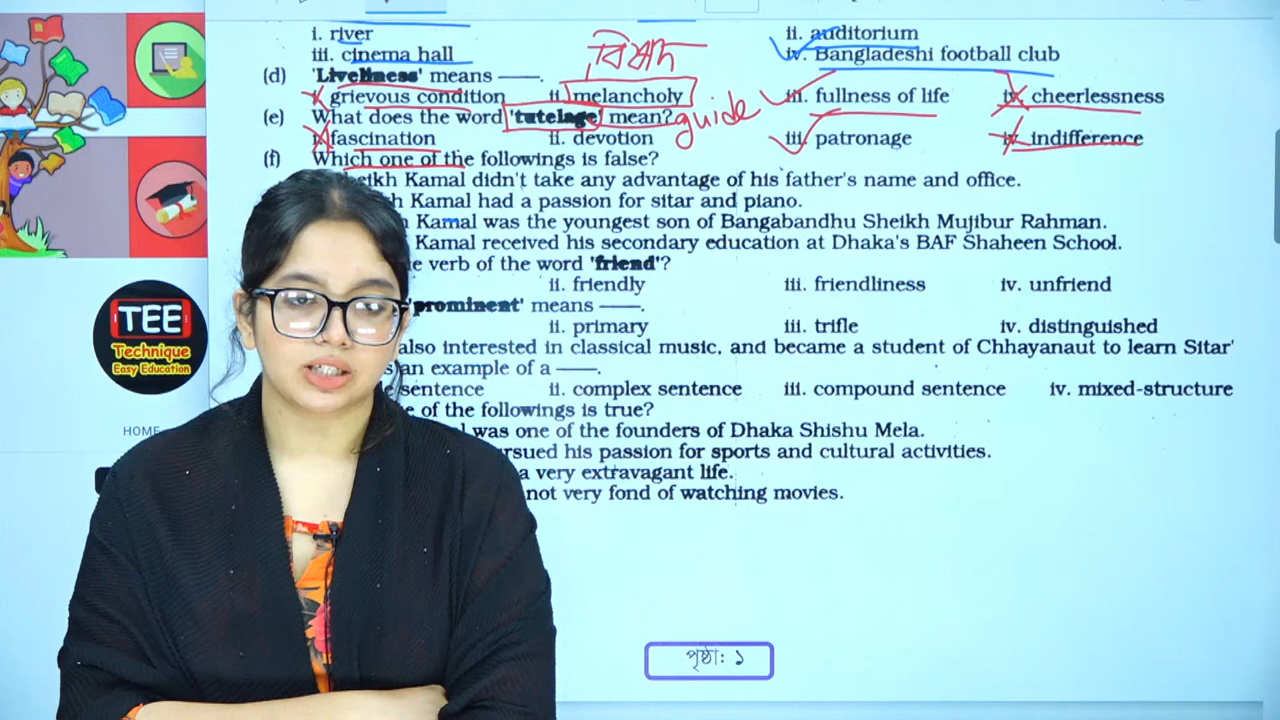 i. river ii. auditorium
iii. cinema hall iv. Bangladeshi football club
বিষাদ
(d) 'Liveliness' means ——.
i. grievous condition ii. melancholy iii. fullness of life iv. cheerlessness
(e) What does the word 'tutelage' mean? guide
i. fascination ii. devotion iii. patronage iv. indifference
(f) Which one of the followings is false?
eikh Kamal didn't take any advantage of his father's name and office.
kh Kamal had a passion for sitar and piano.
h Kamal was the youngest son of Bangabandhu Sheikh Mujibur Rahman.
Kamal received his secondary education at Dhaka's BAF Shaheen School.
e verb of the word 'friend'?
ii. friendly iii. friendliness iv. unfriend
'prominent' means ——.
ii. primary iii. trifle iv. distinguished
also interested in classical music, and became a student of Chhayanaut to learn Sitar'
s an example of a ——.
sentence ii. complex sentence iii. compound sentence iv. mixed-structure
e of the followings is true?
l was one of the founders of Dhaka Shishu Mela.
rsued his passion for sports and cultural activities.
a very extravagant life.
not very fond of watching movies.
TEE
Technique
Easy Education
HOME
পৃষ্ঠা: ১